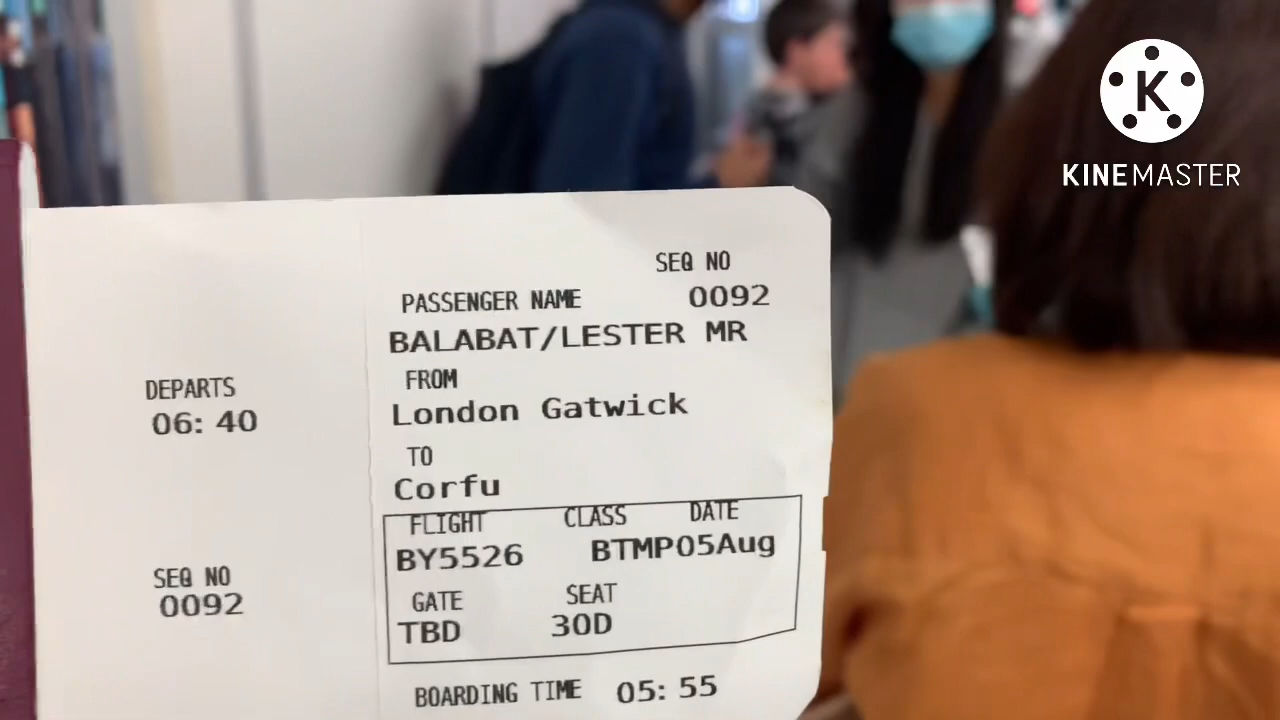 K
KINEMASTER
SEQ NO
PASSENGER NAME 0092
BALABAT/LESTER MR
FROM
London Gatwick
TO
Corfu
FLIGHT CLASS DATE
BY5526 BTMP05Aug
GATE SEAT
TBD 30D
BOARDING TIME 05:55
DEPARTS
06:40
SEQ NO
0092